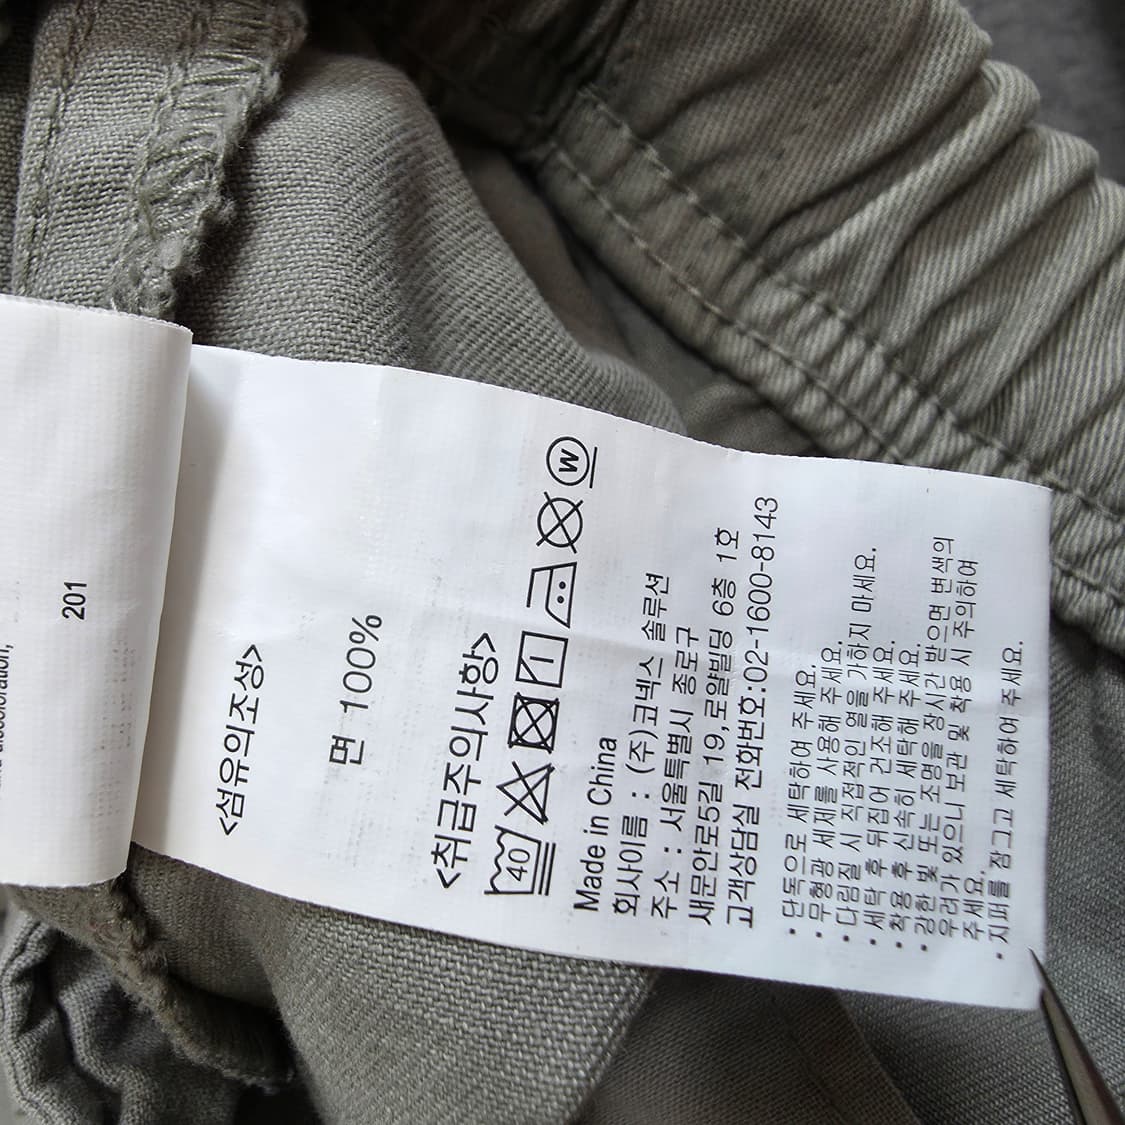 discoloration,
201
<섬유의조성>
면 100%
<취급주의사항>
40 1 W
Made in China
회사이름 : (주)코넥스 솔루션
주소 : 서울특별시 종로구
새문안로5길 19,로얄빌딩 6층 1호
고객상담실 전화번호:02-1600-8143
· 단독으로 세탁하여 주세요.
· 무형광 세제를 사용해 주세요.
· 다림질 시 직접적인 열을 가하지 마세요.
· 세탁 후 뒤집어 건조해 주세요.
· 착용 후 신속히 세탁해 주세요.
· 강한 빛 또는 조명을 장시간 받으면 변색의
우려가 있으니 보관 및 착용 시 주의하여
주세요.
· 지퍼를 잠그고 세탁하여 주세요.